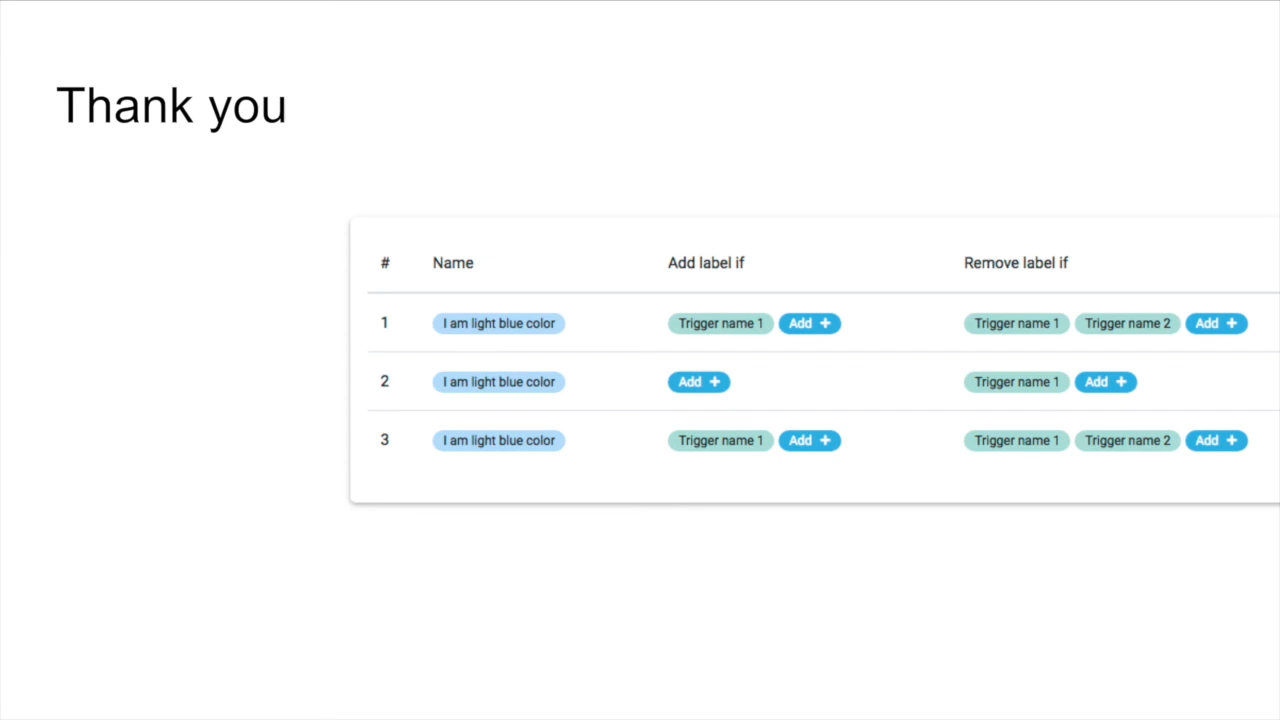 Thank you
# Name Add label if Remove label if
1 I am light blue color Trigger name 1 Add + Trigger name 1 Trigger name 2 Add +
2 I am light blue color Add + Trigger name 1 Add +
3 I am light blue color Trigger name 1 Add + Trigger name 1 Trigger name 2 Add +